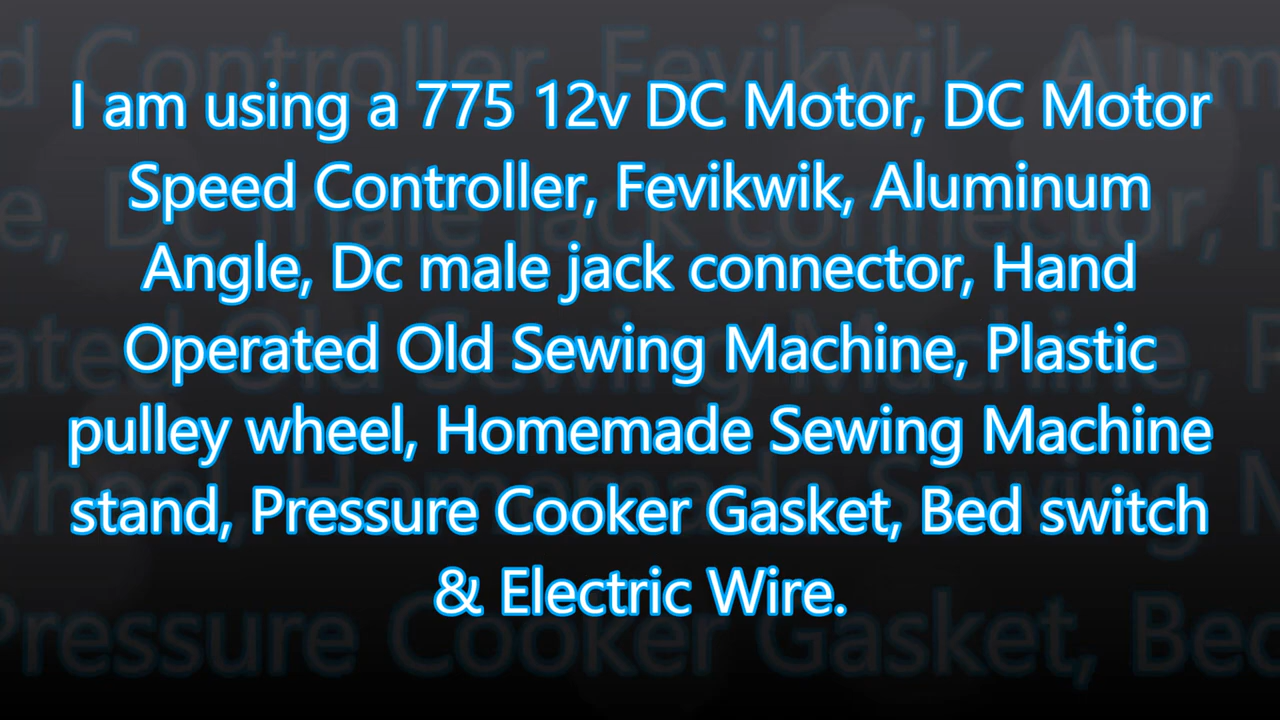 I am using a 775 12v DC Motor, DC Motor
Speed Controller, Fevikwik, Aluminum
Angle, Dc male jack connector, Hand
Operated Old Sewing Machine, Plastic
pulley wheel, Homemade Sewing Machine
stand, Pressure Cooker Gasket, Bed switch
& Electric Wire.